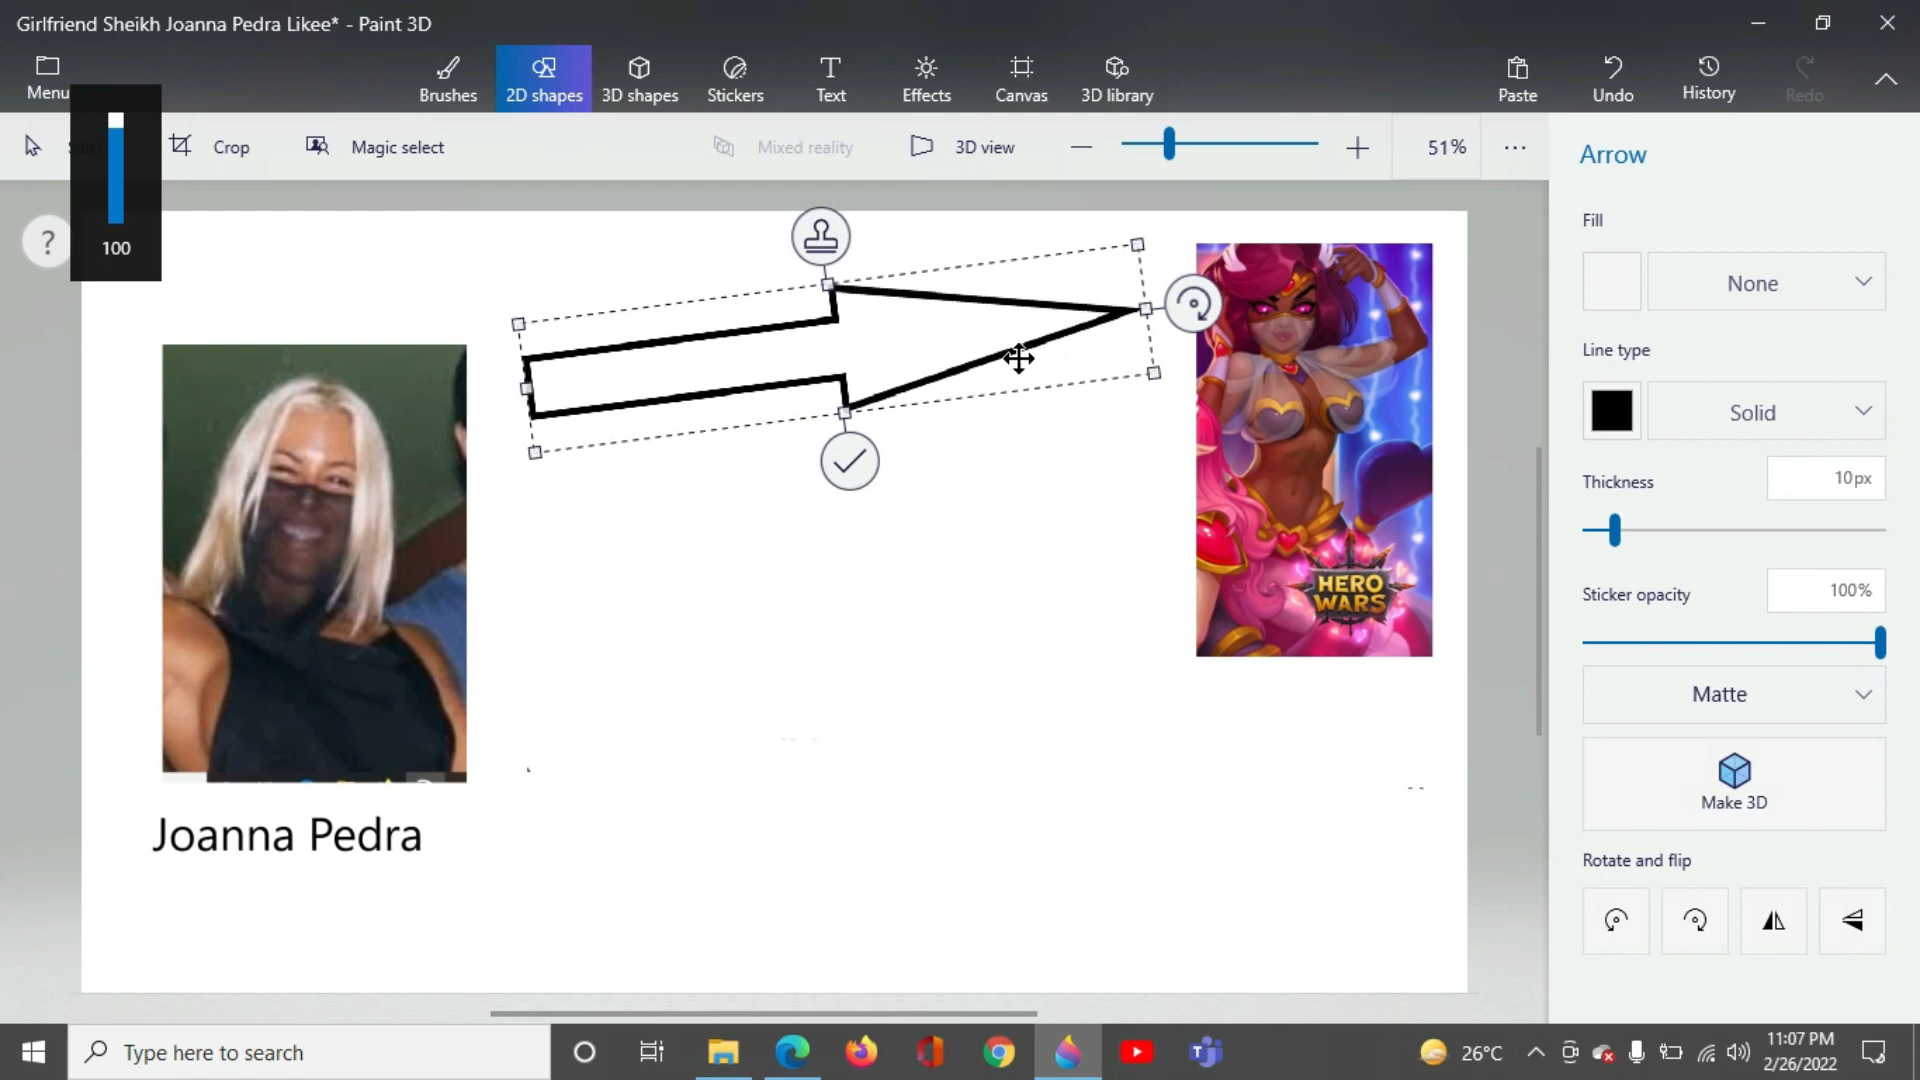 Girlfriend Sheikh Joanna Pedra Likee* - Paint 3D
Menu
Brushes
2D shapes
3D shapes
Stickers
Text
Effects
Canvas
3D library
Paste
Undo
History
Redo
Crop
Magic select
Mixed reality
3D view
51%
100
?
Arrow
Fill
None
Line type
Solid
Thickness
10px
Sticker opacity
100%
Matte
Make 3D
Rotate and flip
HERO
WARS
Joanna Pedra
Type here to search
26°C
11:07 PM
2/26/2022